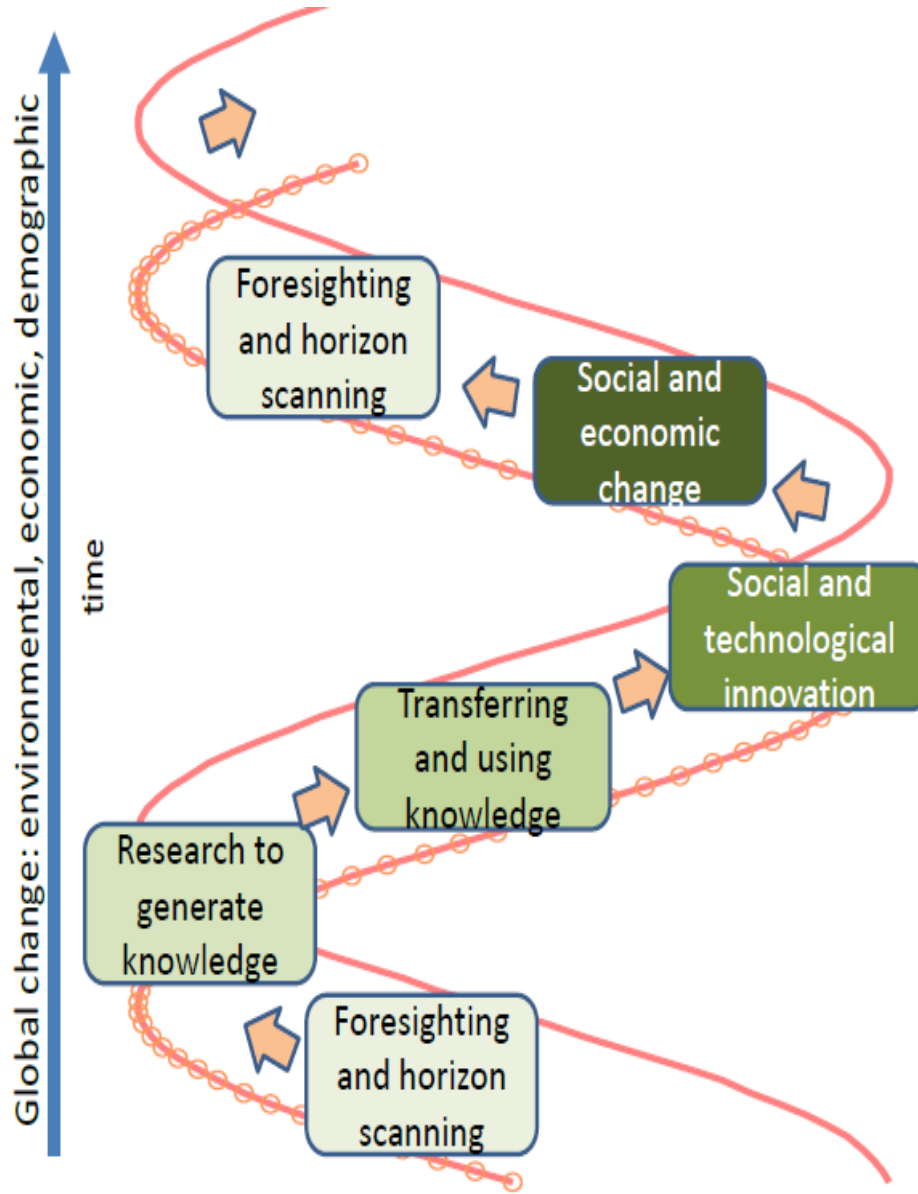 Global change: environmental, economic, demographic
time
Foresighting
and horizon
scanning
Social and
economic
change
Social and
technological
innovation
Transferring
and using
knowledge
Research to
generate
knowledge
Foresighting
and horizon
scanning